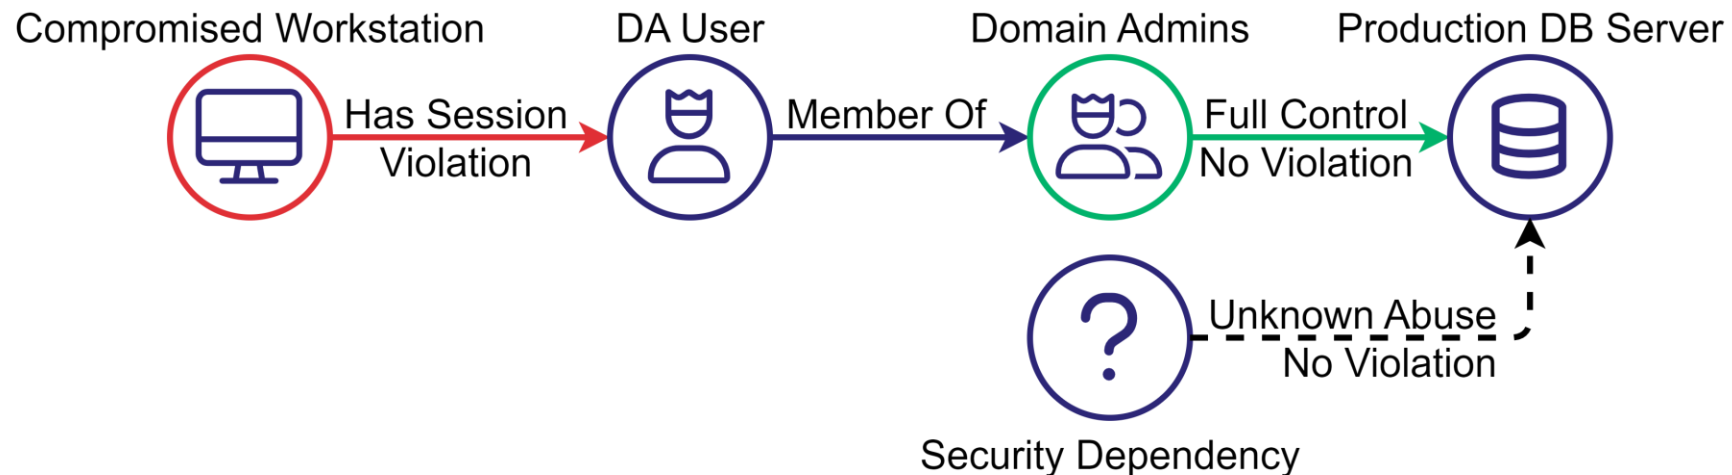 Compromised Workstation
DA User
Domain Admins
Production DB Server
Has Session
Violation
Member Of
Full Control
No Violation
Unknown Abuse
No Violation
?
Security Dependency